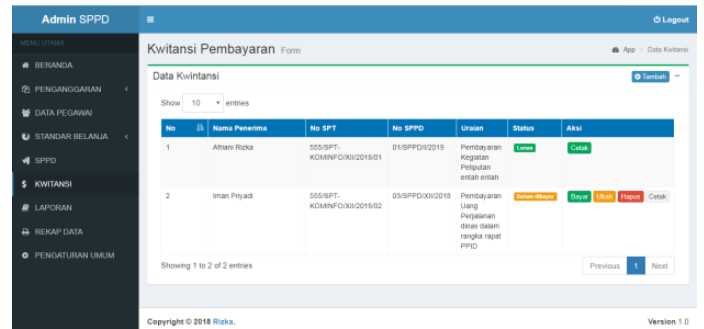 Admin SPPD
Logout
MENU UTAMA
Kwitansi Pembayaran Form
App > Data Kwitansi
BERANDA
PENGANGGARAN
DATA PEGAWAI
STANDAR BELANJA
SPPD
KWITANSI
LAPORAN
REKAP DATA
PENGATURAN UMUM
Data Kwintansi
Tambah
Show 10 entries
No Nama Penerima No SPT No SPPD Uraian Status Aksi
1 Afriani Rizka 555/SPT-KOMINFO/XII/2018/01 01/SPPD/I/2019 Pembayaran Kegiatan Peliputan entah entah Lunas Cetak
2 Iman Priyadi 555/SPT-KOMINFO/XII/2018/02 03/SPPD/XII/2018 Pembayaran Uang Perjalanan dinas dalam rangka rapat PPID Belum dibayar Bayar Ubah Hapus Cetak
Showing 1 to 2 of 2 entries
Previous 1 Next
Copyright © 2018 Rizka.
Version 1.0